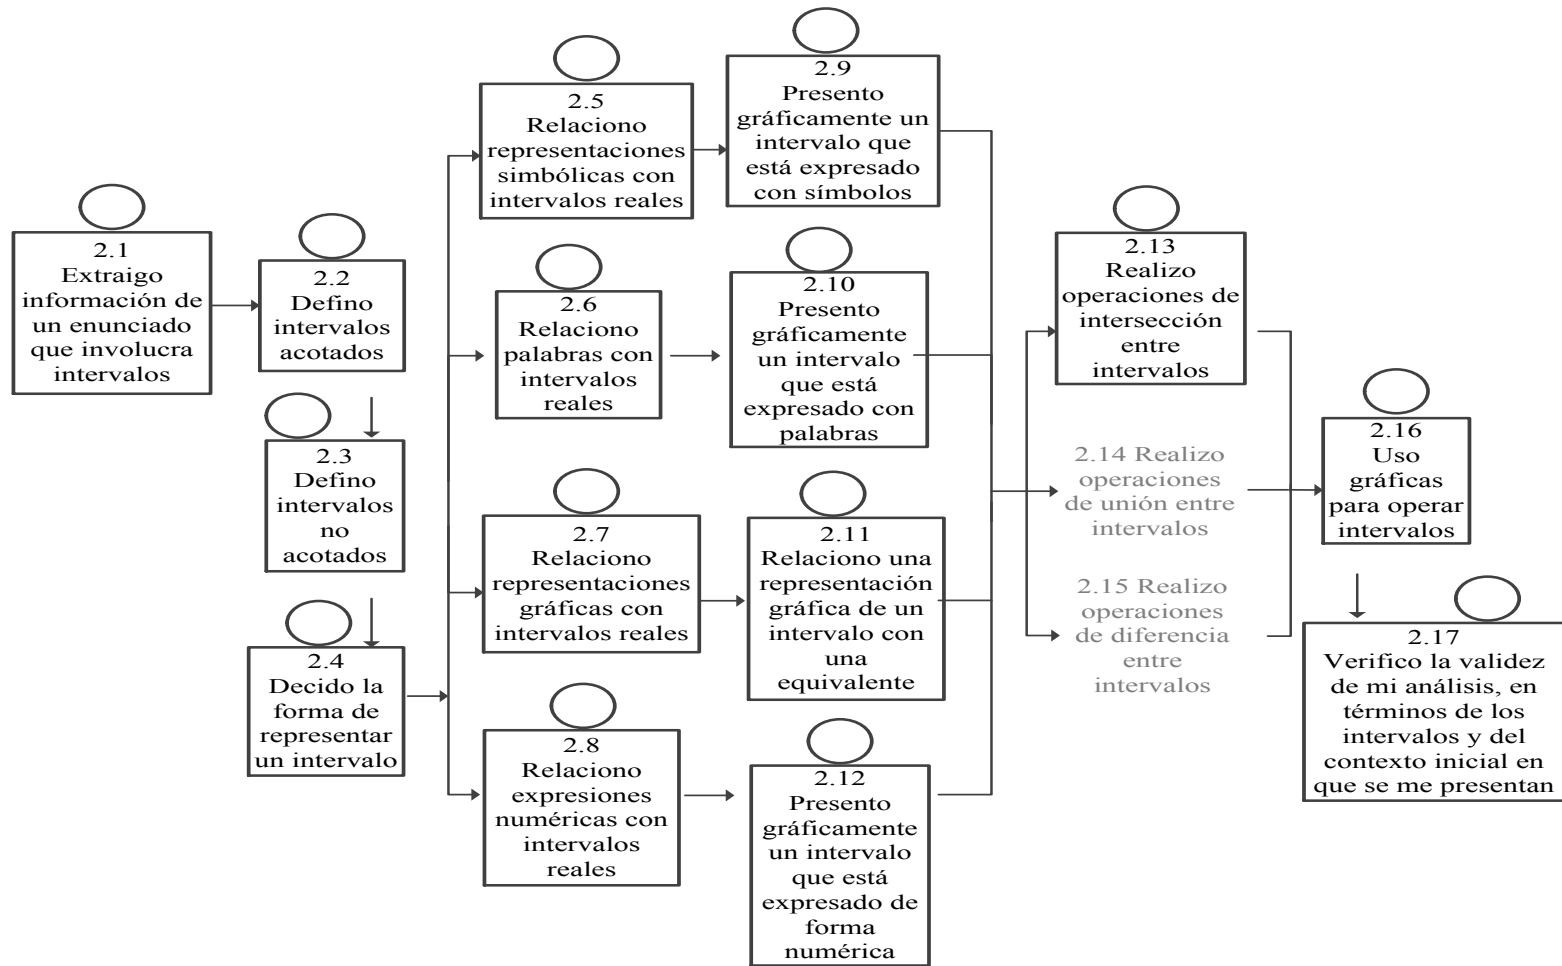 2.1
Extraigo
información de
un enunciado
que involucra
intervalos
2.2
Defino
intervalos
acotados
2.3
Defino
intervalos
no
acotados
2.4
Decido la
forma de
representar
un intervalo
2.5
Relaciono
representaciones
simbólicas con
intervalos reales
2.6
Relaciono
palabras con
intervalos
reales
2.7
Relaciono
representaciones
gráficas con
intervalos reales
2.8
Relaciono
expresiones
numéricas con
intervalos
reales
2.9
Presento
gráficamente un
intervalo que
está expresado
con símbolos
2.10
Presento
gráficamente
un intervalo
que está
expresado con
palabras
2.11
Relaciono una
representación
gráfica de un
intervalo con
una
equivalente
2.12
Presento
gráficamente
un intervalo
que está
expresado de
forma
numérica
2.13
Realizo
operaciones de
intersección
entre
intervalos
2.14 Realizo
operaciones
de unión entre
intervalos
2.15 Realizo
operaciones
de diferencia
entre
intervalos
2.16
Uso
gráficas
para operar
intervalos
2.17
Verifico la validez
de mi análisis, en
términos de los
intervalos y del
contexto inicial en
que se me presentan